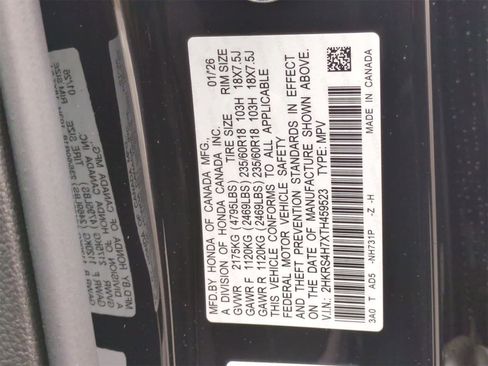 MFD. BY HONDA OF CANADA MFG., 01/26
A DIVISION OF HONDA CANADA INC.
TIRE SIZE RIM SIZE
GVWR 2175KG (4795LBS)
GAWR F 1120KG (2469LBS) 235/60R18 103H 18X7.5J
GAWR R 1120KG (2469LBS) 235/60R18 103H 18X7.5J
THIS VEHICLE CONFORMS TO ALL APPLICABLE
FEDERAL MOTOR VEHICLE SAFETY
AND THEFT PREVENTION STANDARDS IN EFFECT
ON THE DATE OF MANUFACTURE SHOWN ABOVE.
V.I.N.: 2HKRS4H7XTH459523 TYPE: MPV
3A0 T AD5 -NH731P -Z -H
MADE IN CANADA